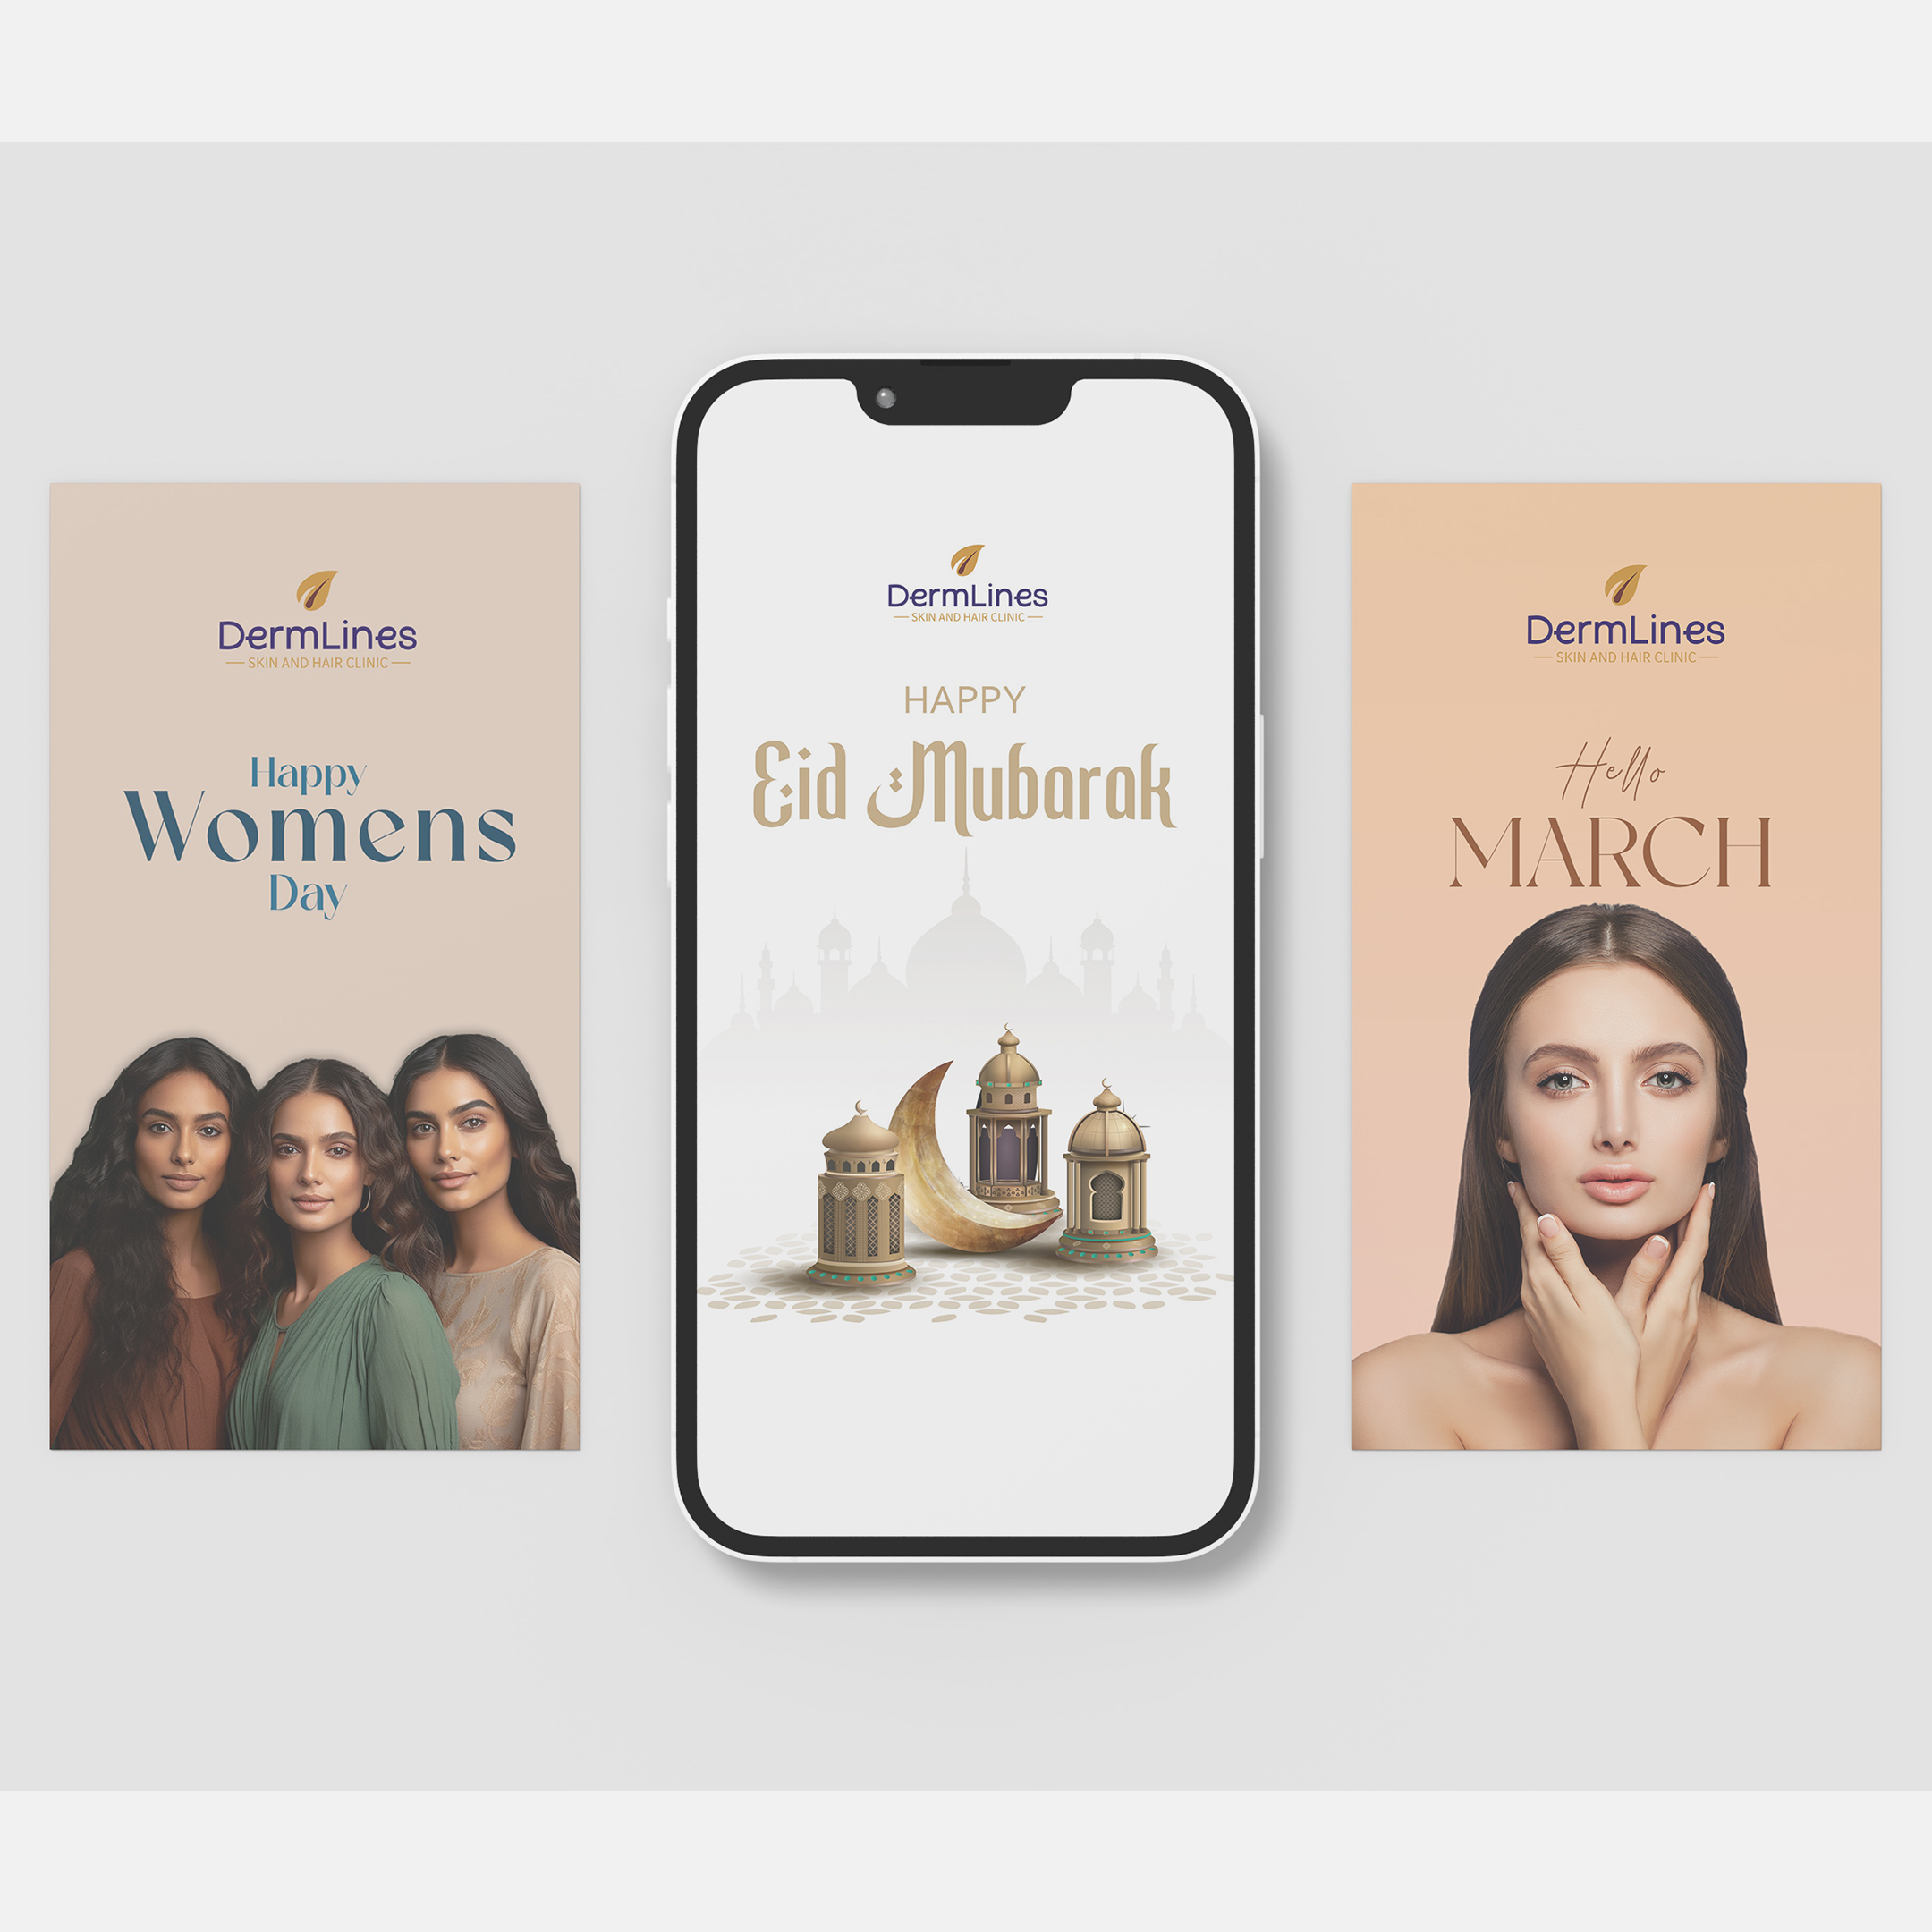 DermLines
SKIN AND HAIR CLINIC
Happy
Womens
Day
DermLines
SKIN AND HAIR CLINIC
HAPPY
Eid Mubarak
DermLines
SKIN AND HAIR CLINIC
Hello
MARCH